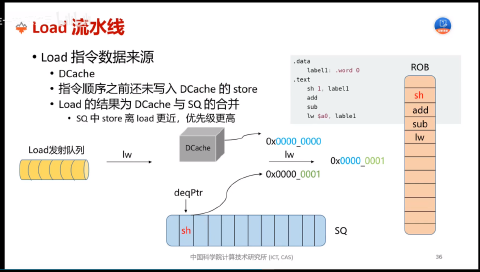 Load 流水线
• Load 指令数据来源
• DCache
• 指令顺序之前还未写入 DCache 的 store
• Load 的结果为 DCache 与 SQ 的合并
• SQ 中 store 离 load 更近，优先级更高
.data
label1: .word 0
.text
sh 1, label1
add
sub
lw $a0, lable1
ROB
sh
add
sub
lw
Load发射队列
lw
DCache
0x0000_0000
lw
0x0000_0001
0x0000_0001
deqPtr
sh
SQ
中国科学院计算技术研究所 (ICT, CAS)
36